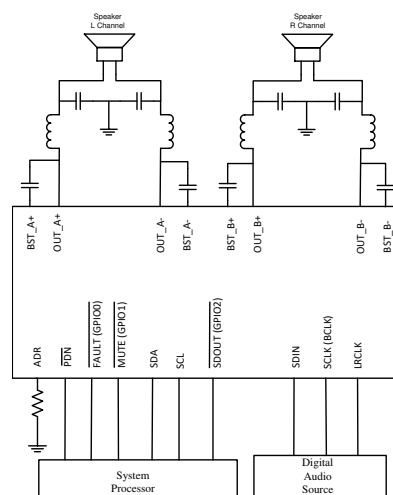 Speaker
L Channel
Speaker
R Channel
BST_A+
OUT_A+
OUT_A-
BST_A-
BST_B+
OUT_B+
OUT_B-
BST_B-
ADR
PDN
FAULT (GPIO0)
MUTE (GPIO1)
SDA
SCL
SDOUT (GPIO2)
SDIN
SCLK (BCLK)
LRCLK
System
Processor
Digital
Audio
Source